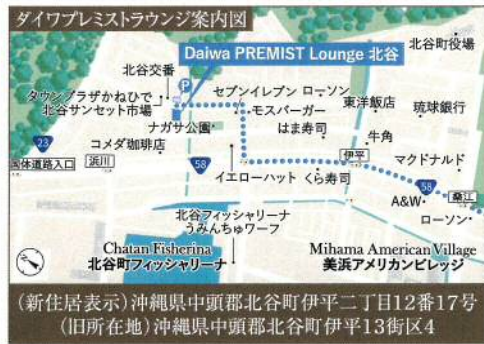 ダイワプレミストラウンジ案内図
北谷町役場
Daiwa PREMIST Lounge 北谷
北谷交番
P
セブンイレブン
ローソン
タウンプラザかねひで
北谷サンセット市場
モスバーガー
東洋飯店
琉球銀行
ナガサ公園
はま寿司
牛角
23
コメダ珈琲店
伊平
マクドナルド
国体道路入口
浜川
58
イエローハット
くら寿司
58
桑江
A&W
ローソン
北谷フィッシャリーナ
うみんちゅワーフ
Chatan Fisherina
北谷町フィッシャリーナ
Mihama American Village
美浜アメリカンビレッジ
(新住居表示)沖縄県中頭郡北谷町伊平二丁目12番17号
(旧所在地)沖縄県中頭郡北谷町伊平13街区4